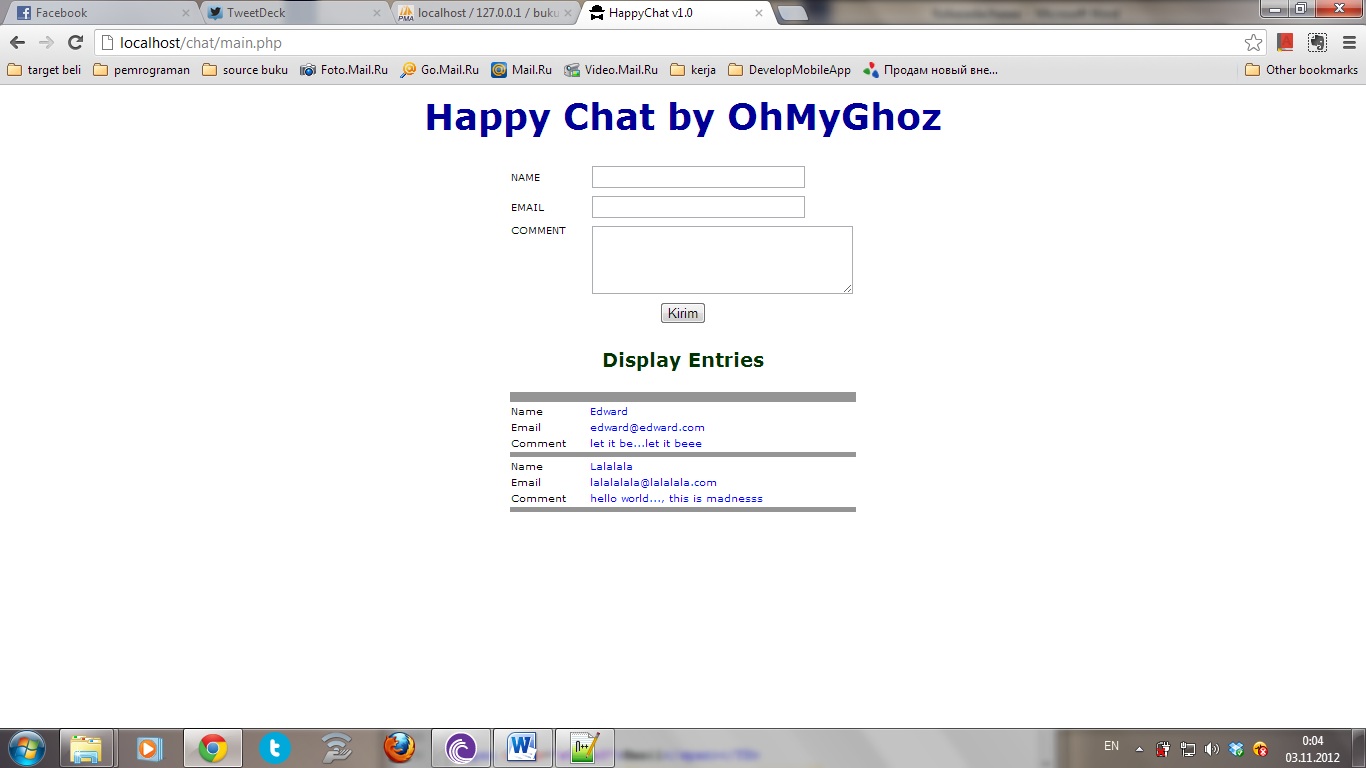 Facebook
TweetDeck
localhost / 127.0.0.1 / buku
HappyChat v1.0
localhost/chat/main.php
target beli
pemrograman
source buku
Foto.Mail.Ru
Go.Mail.Ru
Mail.Ru
Video.Mail.Ru
kerja
DevelopMobileApp
Продам новый вне...
Other bookmarks
Happy Chat by OhMyGhoz
NAME
EMAIL
COMMENT
Kirim
Display Entries
Name Edward
Email edward@edward.com
Comment let it be...let it beee
Name Lalalala
Email lalalalala@lalalala.com
Comment hello world..., this is madnesss
EN
0:04
03.11.2012